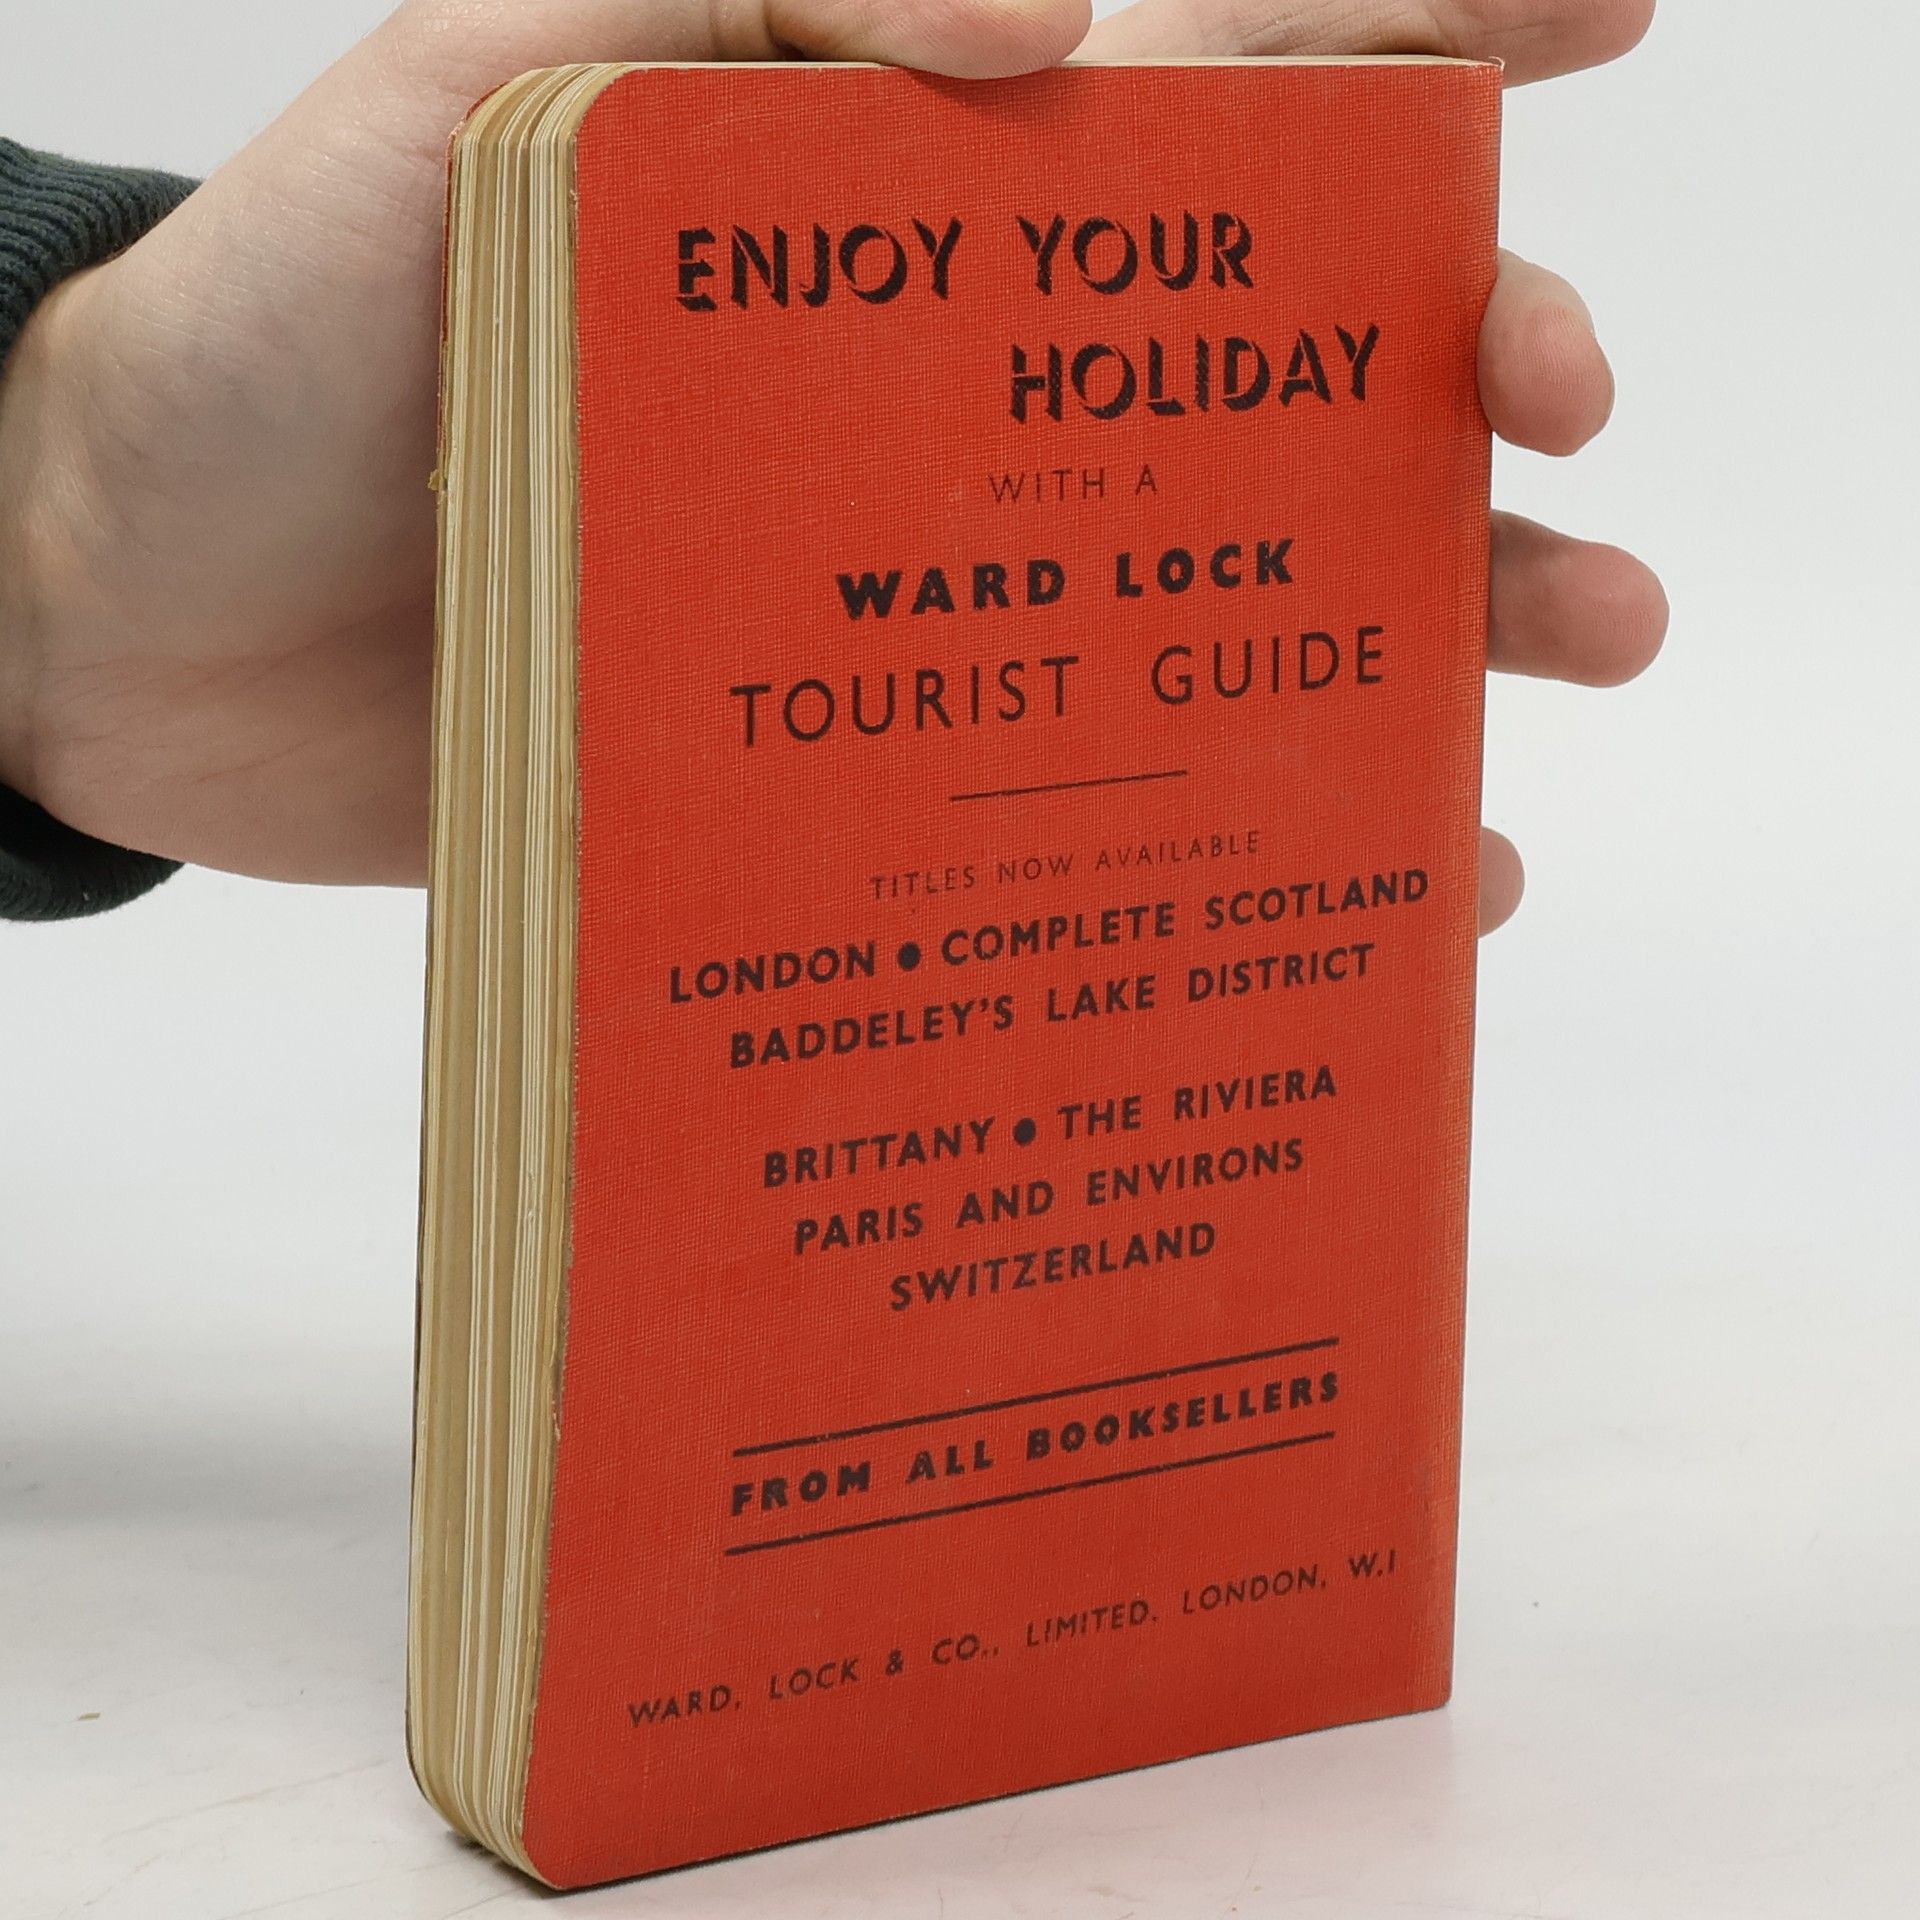 ENJOY YOUR
HOLIDAY
WITH A
WARD LOCK
TOURIST GUIDE
TITLES NOW AVAILABLE
LONDON ● COMPLETE SCOTLAND
BADDELEY'S LAKE DISTRICT
BRITTANY ● THE RIVIERA
PARIS AND ENVIRONS
SWITZERLAND
FROM ALL BOOKSELLERS
WARD, LOCK & CO., LIMITED, LONDON, W.1